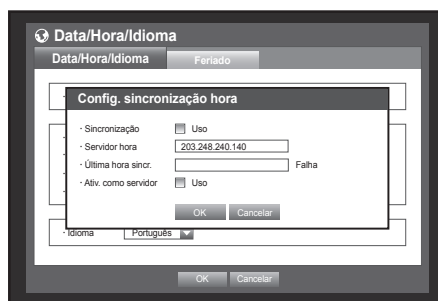 Data/Hora/Idioma
Data/Hora/Idioma Feriado
Config. sincronização hora
· Sincronização Uso
· Servidor hora 203.248.240.140
· Última hora sincr. Falha
· Ativ. como servidor Uso
OK Cancelar
· Idioma Português
OK Cancelar